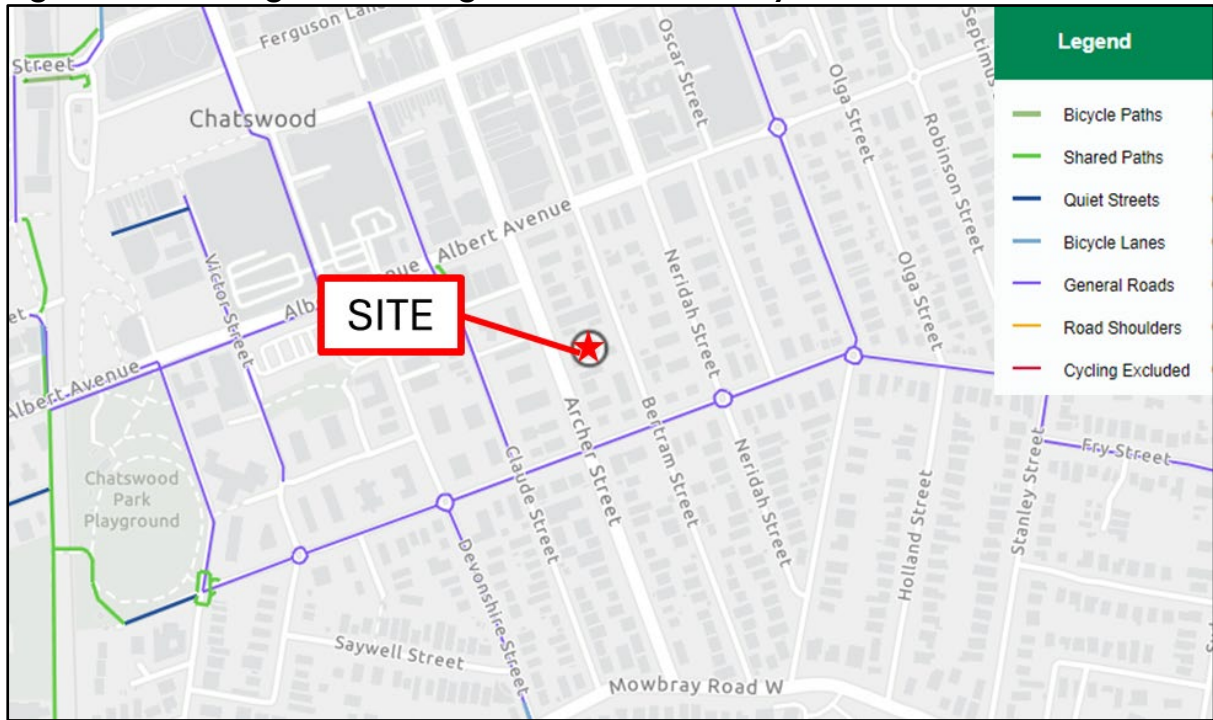 Ferguson Lane
Street
Chatswood
Oscar Street
Septimus
Olga Street
Robinson Street
Legend
Bicycle Paths
Shared Paths
Quiet Streets
Bicycle Lanes
General Roads
Road Shoulders
Cycling Excluded
Albert Avenue
Victor Street
Neridah Street
Olga Street
SITE
Albert Avenue
Archer Street
Bertram Street
Neridah Street
Claude Street
Chatswood
Park
Playground
Fry Street
Stanley Street
Holland Street
Devonshire Street
Saywell Street
Mowbray Road W